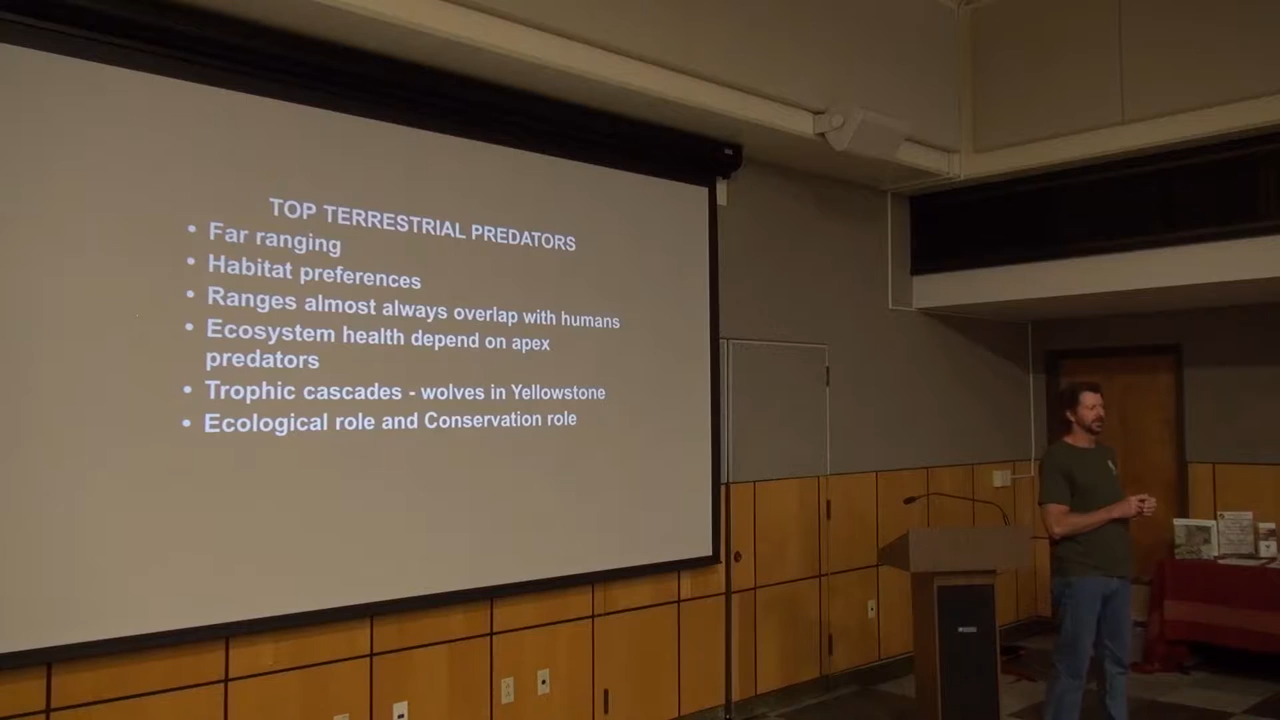 TOP TERRESTRIAL PREDATORS
• Far ranging
• Habitat preferences
• Ranges almost always overlap with humans
• Ecosystem health depend on apex
predators
• Trophic cascades - wolves in Yellowstone
• Ecological role and Conservation role